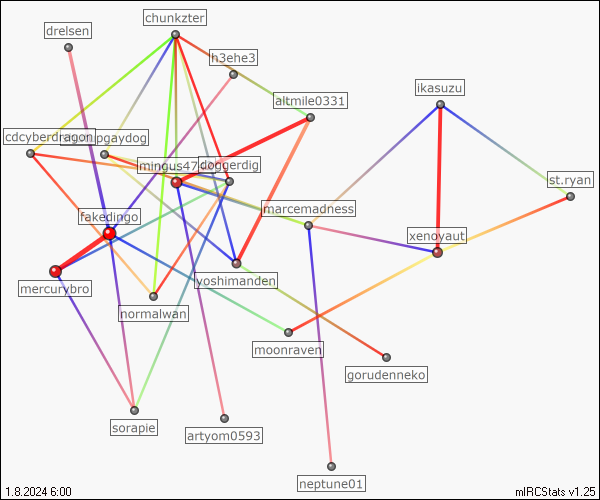 chunkzter
drelsen
h3ehe3
ikasuzu
altmile0331
cdcyberdragon
pgaydog
mingus47
doggerdig
st.ryan
marcemadness
fakedingo
xenoyaut
mercurybro
yoshimanden
normalwan
moonraven
gorudenneko
sorapie
artyom0593
neptune01
1.8.2024 6:00
mIRCStats v1.25